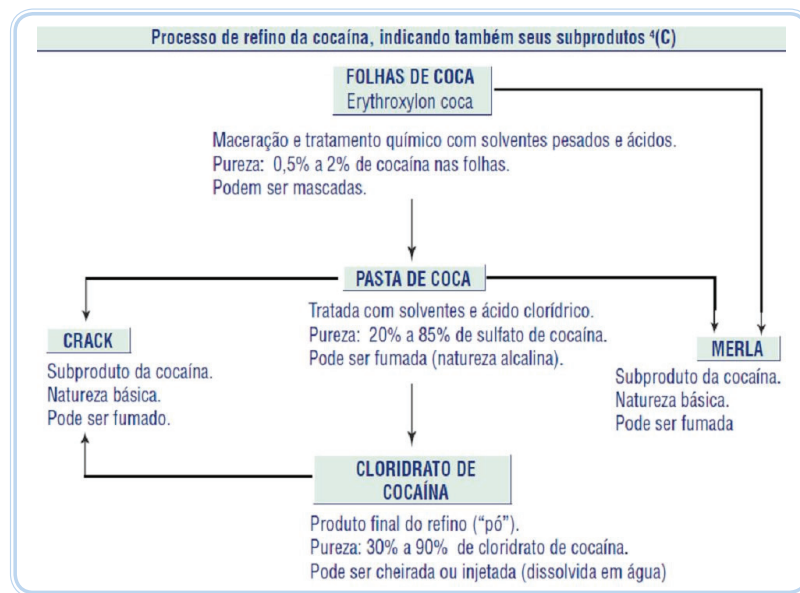 Processo de refino da cocaína, indicando também seus subprodutos ⁴(C)
FOLHAS DE COCA
Erythroxylon coca
Maceração e tratamento químico com solventes pesados e ácidos.
Pureza: 0,5% a 2% de cocaína nas folhas.
Podem ser mascadas.
PASTA DE COCA
Tratada com solventes e ácido clorídrico.
Pureza: 20% a 85% de sulfato de cocaína.
Pode ser fumada (natureza alcalina).
CRACK
Subproduto da cocaína.
Natureza básica.
Pode ser fumado.
MERLA
Subproduto da cocaína.
Natureza básica.
Pode ser fumada
CLORIDRATO DE
COCAÍNA
Produto final do refino (“pó”).
Pureza: 30% a 90% de cloridrato de cocaína.
Pode ser cheirada ou injetada (dissolvida em água)